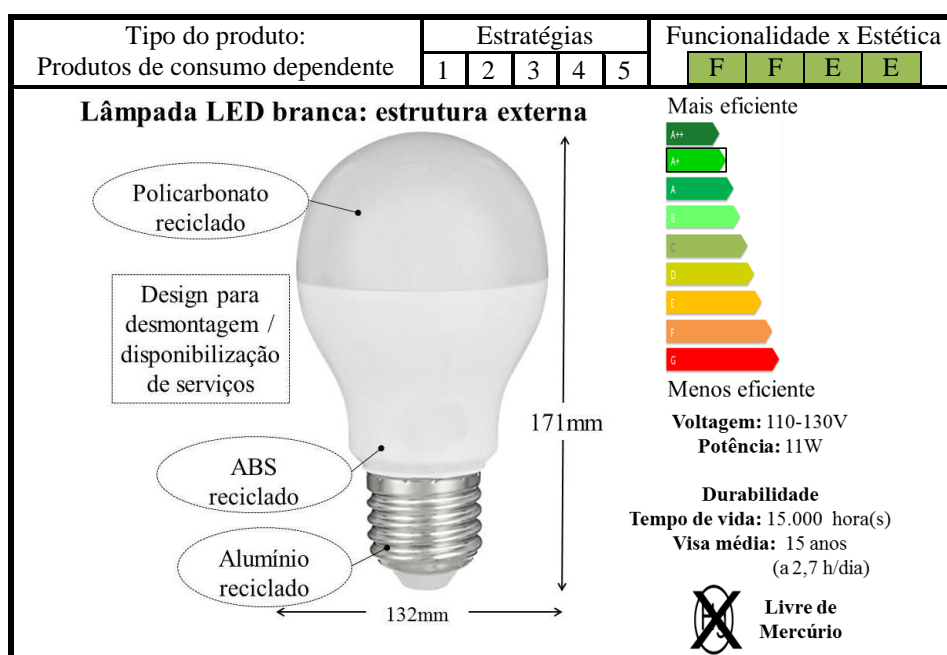 Tipo do produto:
Produtos de consumo dependente
Estratégias
1 2 3 4 5
Funcionalidade x Estética
F F E E
Lâmpada LED branca: estrutura externa
Policarbonato
reciclado
Design para
desmontagem /
disponibilização
de serviços
ABS
reciclado
Alumínio
reciclado
171mm
132mm
Mais eficiente
A++
A+
A
B
C
D
E
F
G
Menos eficiente
Voltagem: 110-130V
Potência: 11W
Durabilidade
Tempo de vida: 15.000 hora(s)
Visa média: 15 anos
(a 2,7 h/dia)
Hg
Livre de
Mercúrio